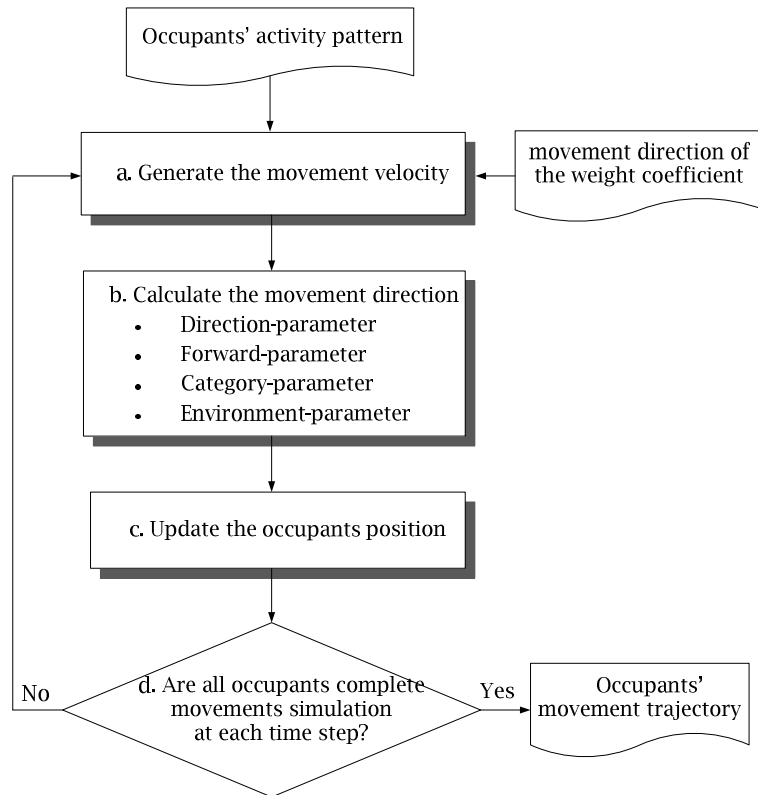 Occupants’ activity pattern
a. Generate the movement velocity
movement direction of
the weight coefficient
b. Calculate the movement direction
• Direction-parameter
• Forward-parameter
• Category-parameter
• Environment-parameter
c. Update the occupants position
d. Are all occupants complete
movements simulation
at each time step?
No
Yes
Occupants’
movement trajectory